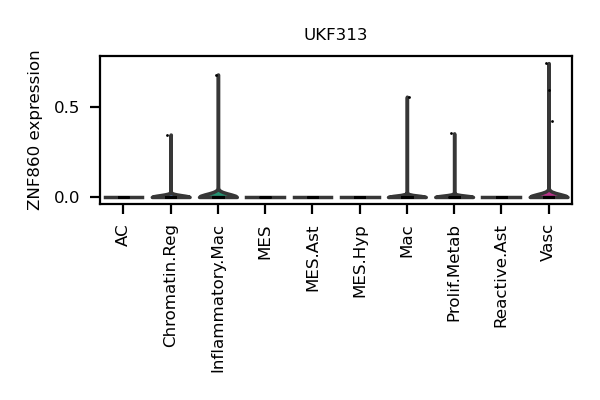 UKF313
ZNF860 expression
0.5
0.0
AC
Chromatin.Reg
Inflammatory.Mac
MES
MES.Ast
MES.Hyp
Mac
Prolif.Metab
Reactive.Ast
Vasc